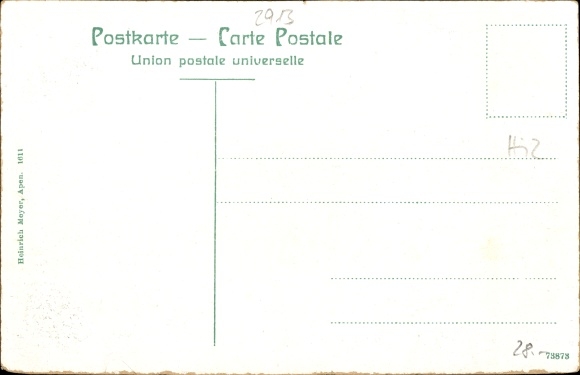 2913
Postkarte — Carte Postale
Union postale universelle
Heinrich Meyer, Apen. 1611
28.-
73873